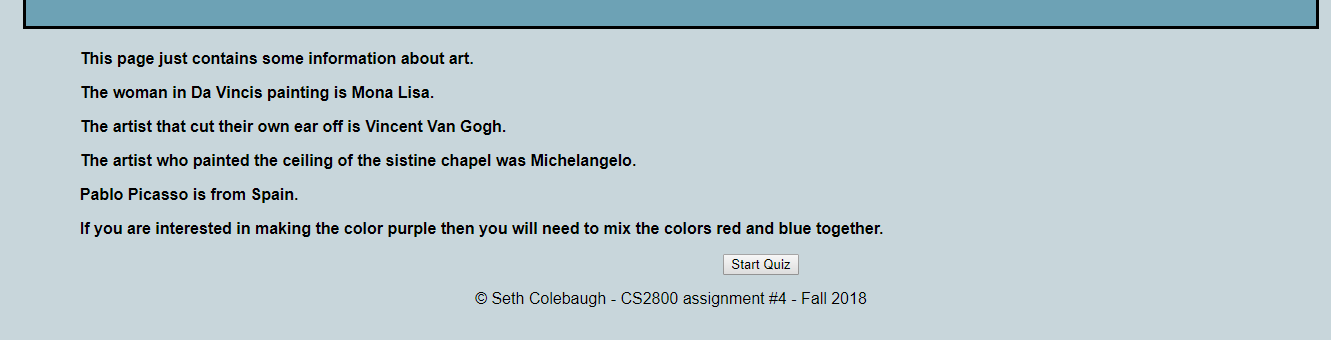 This page just contains some information about art.
The woman in Da Vincis painting is Mona Lisa.
The artist that cut their own ear off is Vincent Van Gogh.
The artist who painted the ceiling of the sistine chapel was Michelangelo.
Pablo Picasso is from Spain.
If you are interested in making the color purple then you will need to mix the colors red and blue together.
Start Quiz
© Seth Colebaugh - CS2800 assignment #4 - Fall 2018